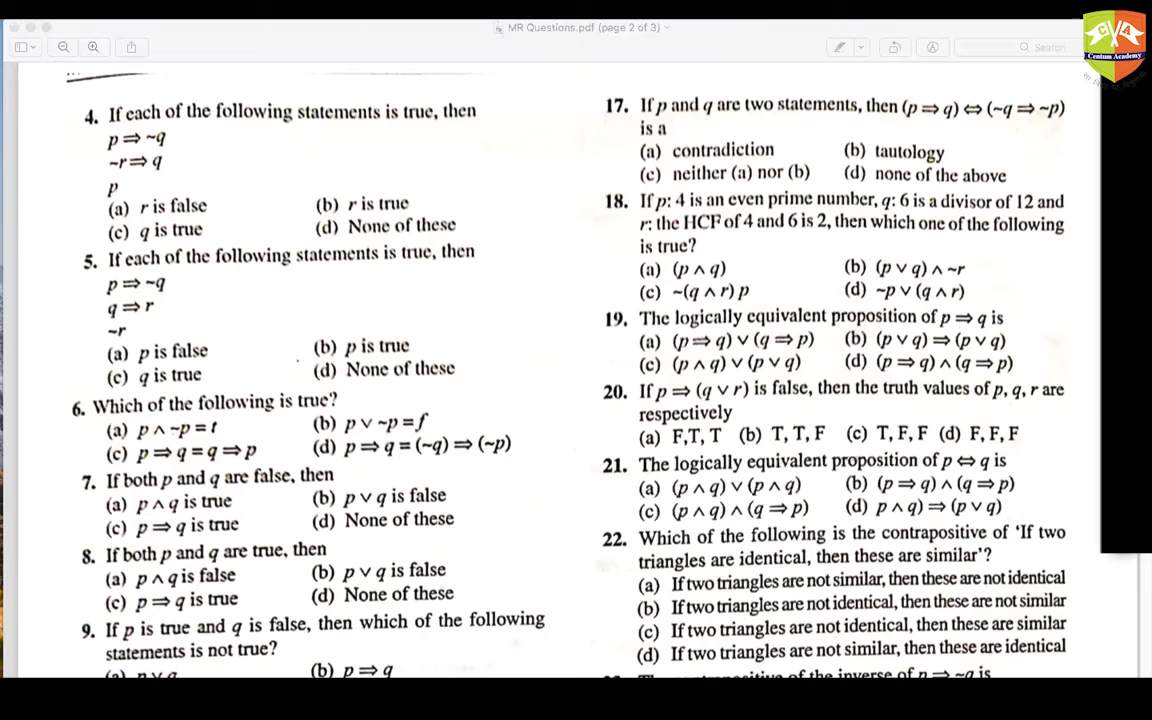 MR Questions.pdf (page 2 of 3)
Search
CA
Centum Academy
4. If each of the following statements is true, then
p ⇒ ~q
~r ⇒ q
p
(a) r is false (b) r is true
(c) q is true (d) None of these
5. If each of the following statements is true, then
p ⇒ ~q
q ⇒ r
~r
(a) p is false (b) p is true
(c) q is true (d) None of these
6. Which of the following is true?
(a) p ∧ ~p = t (b) p ∨ ~p = f
(c) p ⇒ q = q ⇒ p (d) p ⇒ q = (~q) ⇒ (~p)
7. If both p and q are false, then
(a) p ∧ q is true (b) p ∨ q is false
(c) p ⇒ q is true (d) None of these
8. If both p and q are true, then
(a) p ∧ q is false (b) p ∨ q is false
(c) p ⇒ q is true (d) None of these
9. If p is true and q is false, then which of the following
statements is not true?
(a) p ∨ q (b) p ⇒ q
17. If p and q are two statements, then (p ⇒ q) ⇔ (~q ⇒ ~p)
is a
(a) contradiction (b) tautology
(c) neither (a) nor (b) (d) none of the above
18. If p: 4 is an even prime number, q: 6 is a divisor of 12 and
r: the HCF of 4 and 6 is 2, then which one of the following
is true?
(a) (p ∧ q) (b) (p ∨ q) ∧ ~r
(c) ~(q ∧ r) p (d) ~p ∨ (q ∧ r)
19. The logically equivalent proposition of p ⇒ q is
(a) (p ⇒ q) ∨ (q ⇒ p) (b) (p ∨ q) ⇒ (p ∨ q)
(c) (p ∧ q) ∨ (p ∨ q) (d) (p ⇒ q) ∧ (q ⇒ p)
20. If p ⇒ (q ∨ r) is false, then the truth values of p, q, r are
respectively
(a) F,T, T (b) T, T, F (c) T, F, F (d) F, F, F
21. The logically equivalent proposition of p ⇔ q is
(a) (p ∧ q) ∨ (p ∧ q) (b) (p ⇒ q) ∧ (q ⇒ p)
(c) (p ∧ q) ∧ (q ⇒ p) (d) p ∧ q) ⇒ (p ∨ q)
22. Which of the following is the contrapositive of 'If two
triangles are identical, then these are similar'?
(a) If two triangles are not similar, then these are not identical
(b) If two triangles are not identical, then these are not similar
(c) If two triangles are not identical, then these are similar
(d) If two triangles are not similar, then these are identical
of the inverse of p ⇒ ~q is